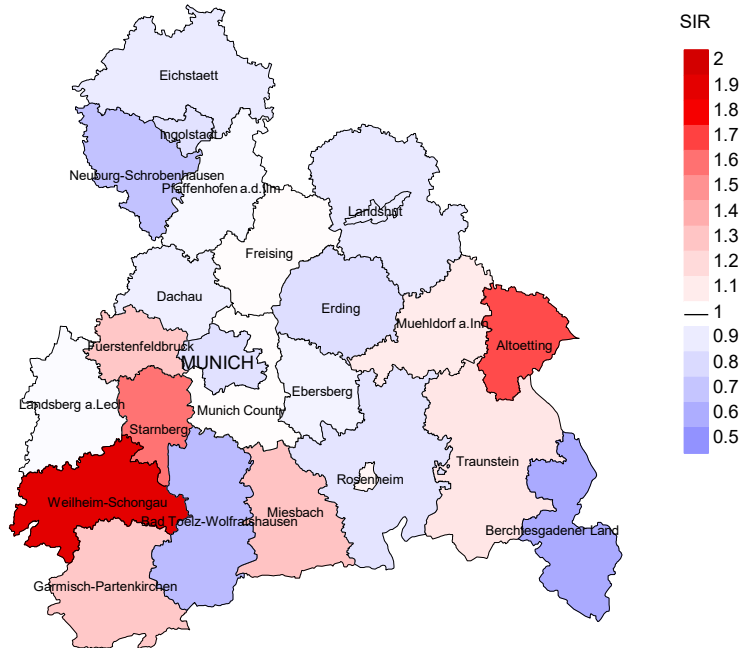 SIR
2
1.9
1.8
1.7
1.6
1.5
1.4
1.3
1.2
1.1
1
0.9
0.8
0.7
0.6
0.5
Eichstaett
Ingolstadt
Neuburg-Schrobenhausen
Pfaffenhofen a.d.Ilm
Landshut
Freising
Dachau
Erding
Muehldorf a.Inn
Altoetting
Fuerstenfeldbruck
MUNICH
Ebersberg
Landsberg a.Lech
Munich County
Starnberg
Traunstein
Rosenheim
Weilheim-Schongau
Miesbach
Bad Toelz-Wolfratshausen
Berchtesgadener Land
Garmisch-Partenkirchen